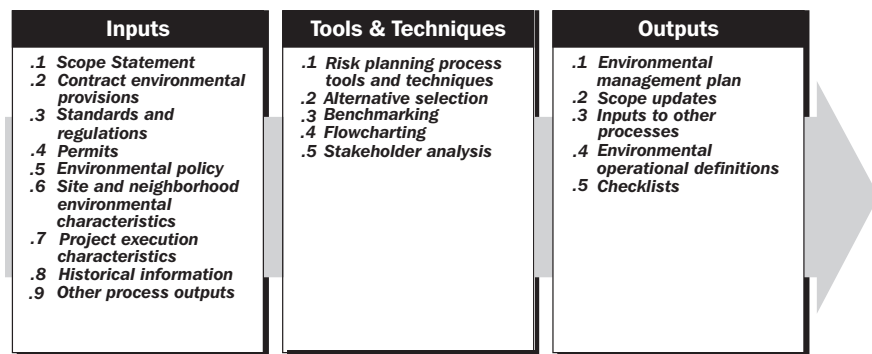 Inputs
.1 Scope Statement
.2 Contract environmental
provisions
.3 Standards and
regulations
.4 Permits
.5 Environmental policy
.6 Site and neighborhood
environmental
characteristics
.7 Project execution
characteristics
.8 Historical information
.9 Other process outputs
Tools & Techniques
.1 Risk planning process
tools and techniques
.2 Alternative selection
.3 Benchmarking
.4 Flowcharting
.5 Stakeholder analysis
Outputs
.1 Environmental
management plan
.2 Scope updates
.3 Inputs to other
processes
.4 Environmental
operational definitions
.5 Checklists